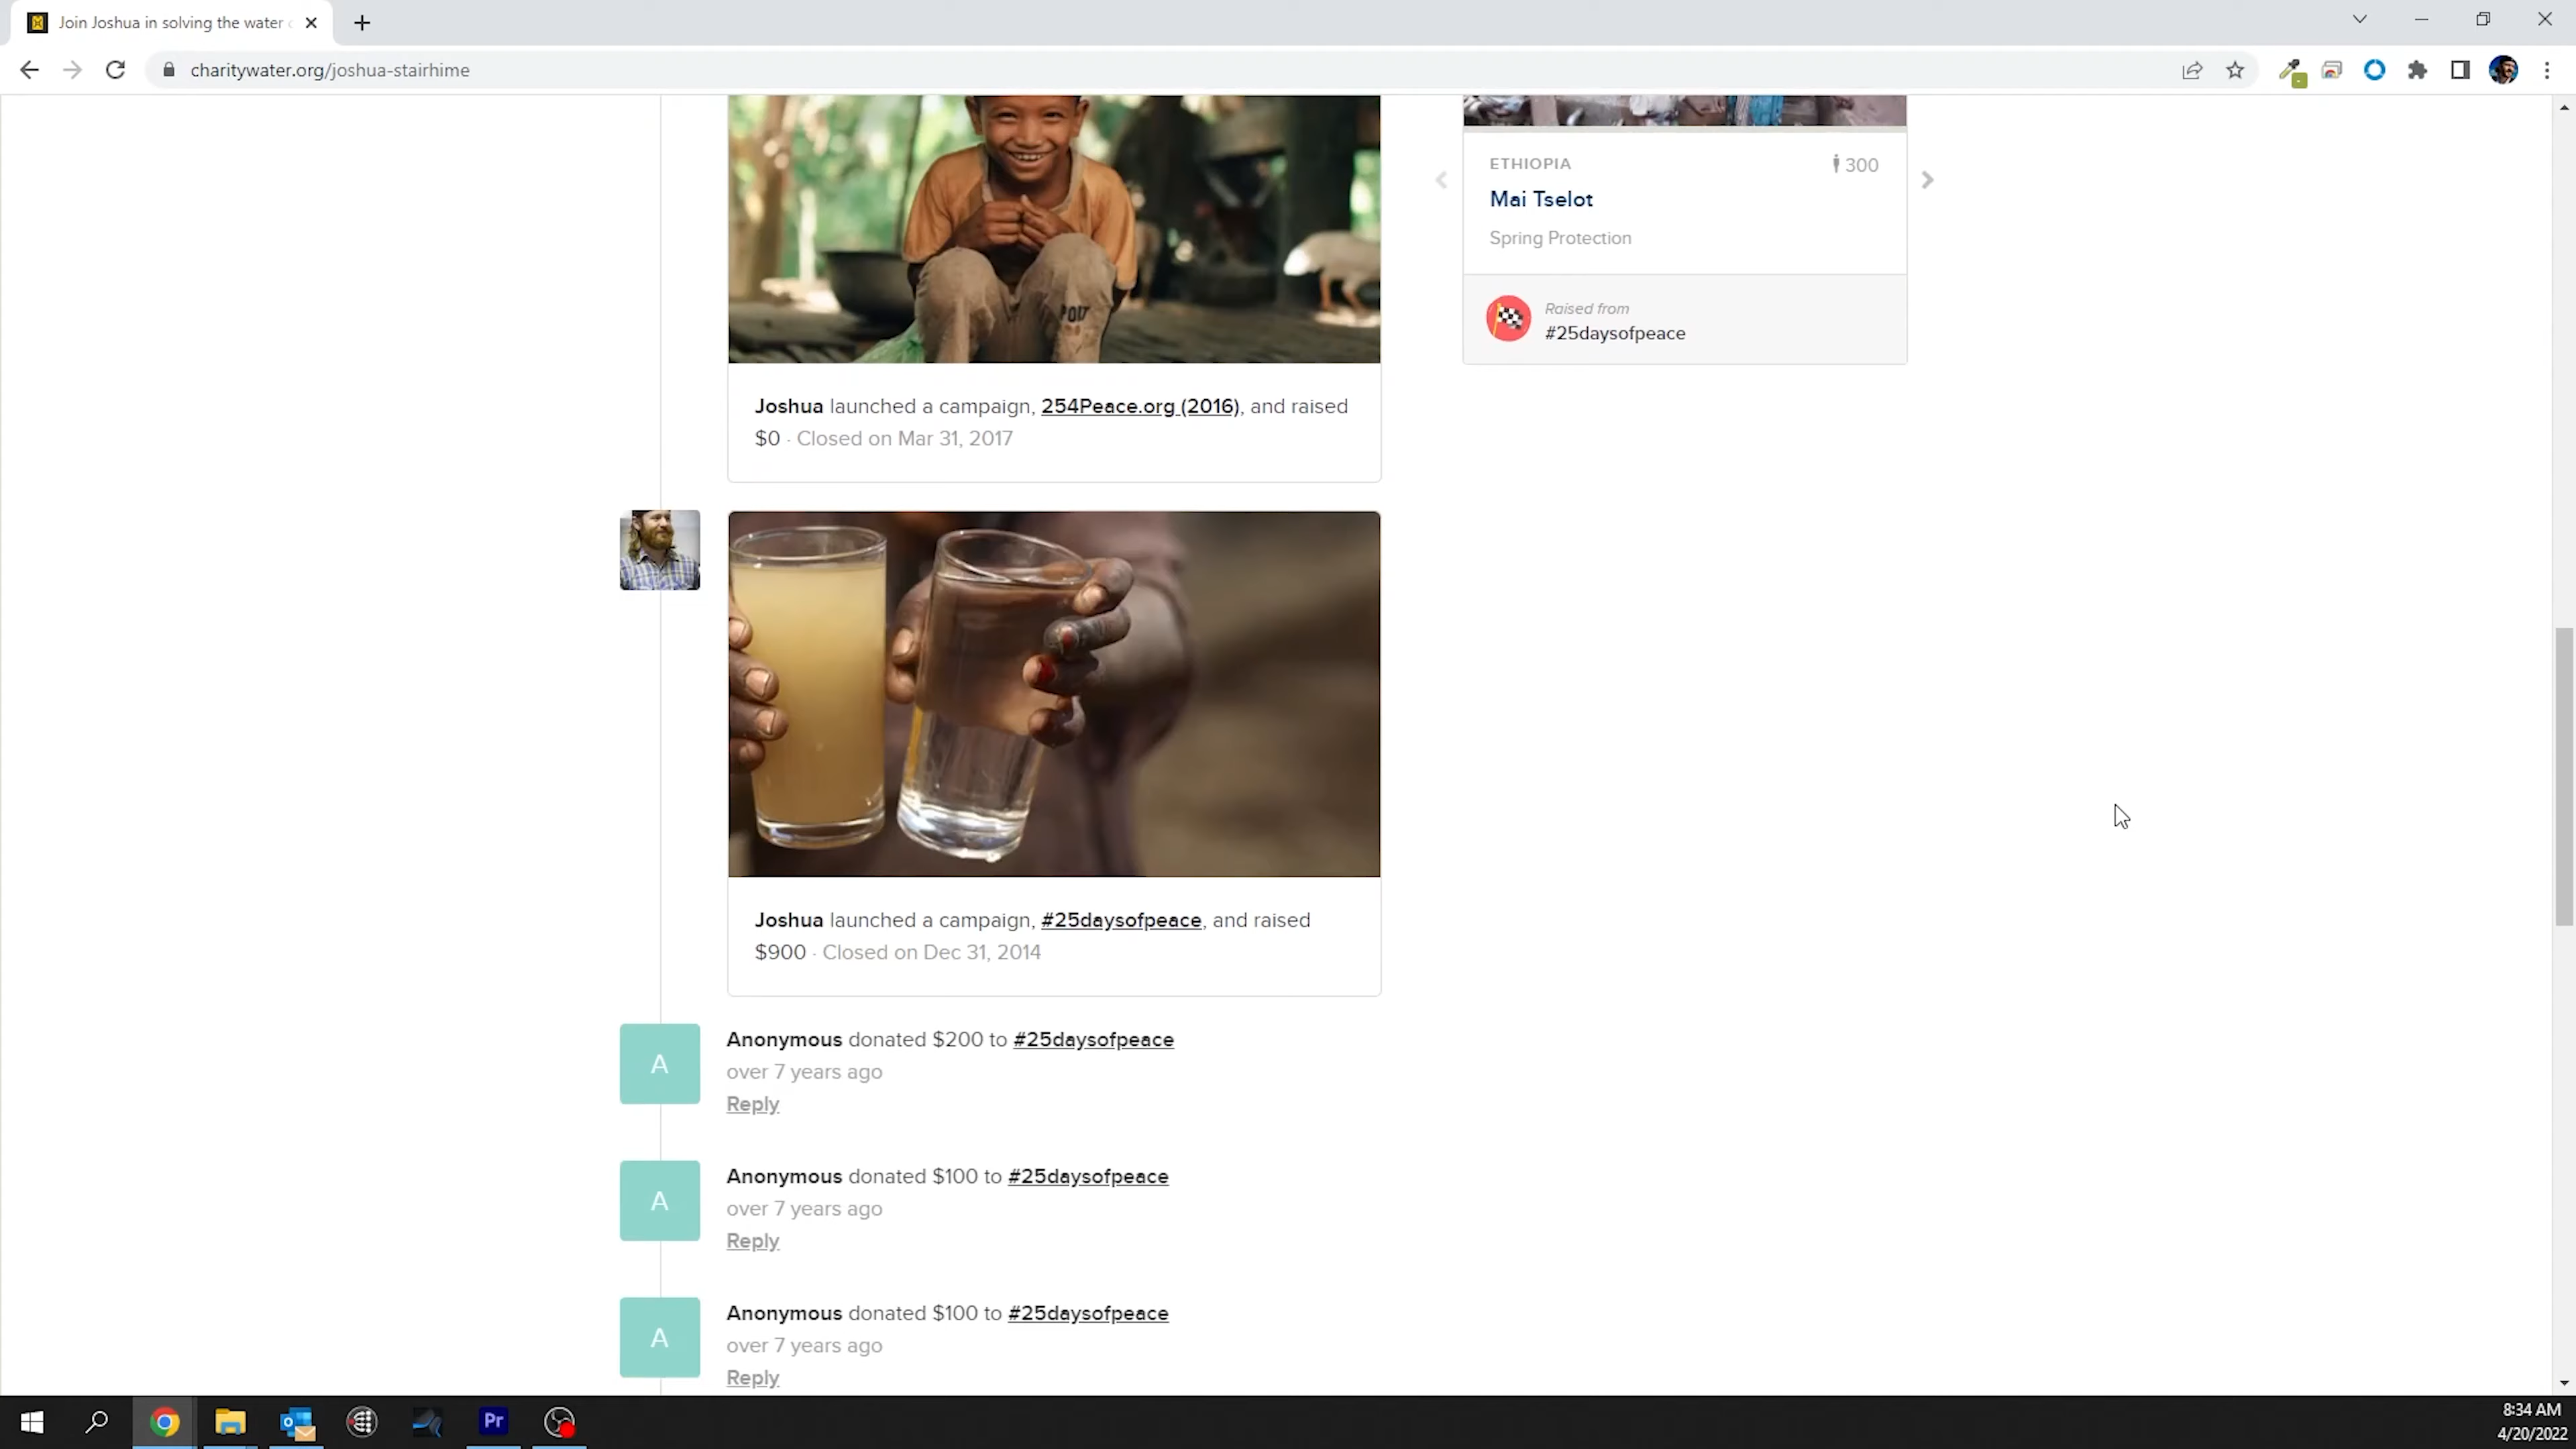 Join Joshua in solving the water
charitywater.org/joshua-stairhime
POLY
Joshua launched a campaign, 254Peace.org (2016), and raised
$0 · Closed on Mar 31, 2017
ETHIOPIA
300
Mai Tselot
Spring Protection
Raised from
#25daysofpeace
Joshua launched a campaign, #25daysofpeace, and raised
$900 · Closed on Dec 31, 2014
A
Anonymous donated $200 to #25daysofpeace
over 7 years ago
Reply
A
Anonymous donated $100 to #25daysofpeace
over 7 years ago
Reply
A
Anonymous donated $100 to #25daysofpeace
over 7 years ago
Reply
Pr
8:34 AM
4/20/2022